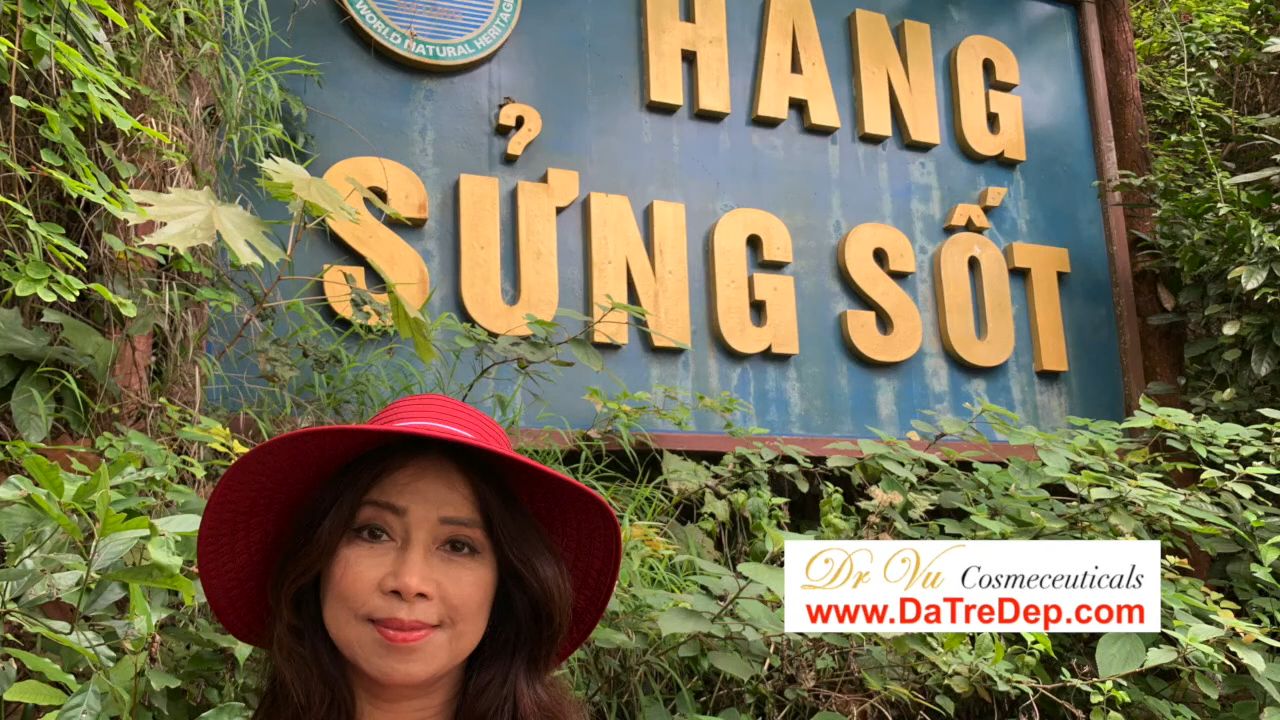 WORLD NATURAL HERITAGE
HANG
SỬNG SỐT
Dr Vu Cosmeceuticals
www.DaTreDep.com